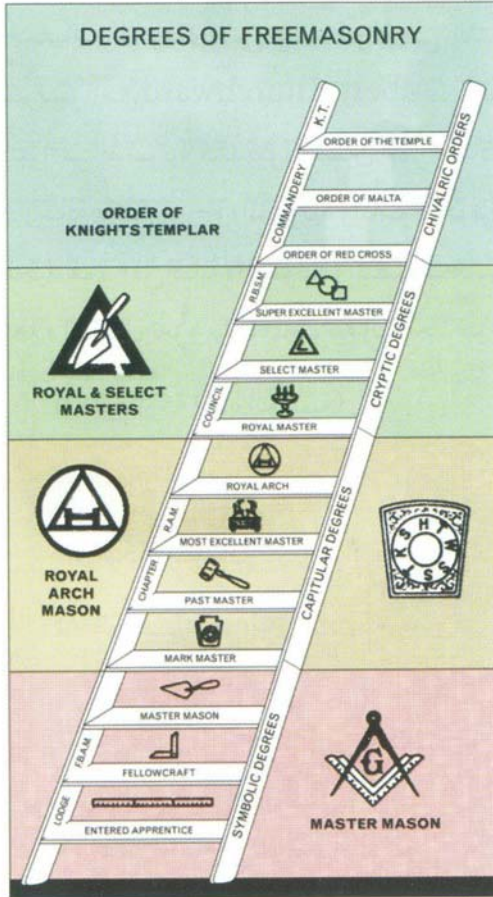 DEGREES OF FREEMASONRY
K.T.
ORDER OF THE TEMPLE
COMMANDERY
ORDER OF MALTA
CHIVALRIC ORDERS
ORDER OF
KNIGHTS TEMPLAR
ORDER OF RED CROSS
R.&S.M.
SUPER EXCELLENT MASTER
SELECT MASTER
CRYPTIC DEGREES
ROYAL & SELECT
MASTERS
COUNCIL
ROYAL MASTER
ROYAL ARCH
R.A.M.
MOST EXCELLENT MASTER
CAPITULAR DEGREES
H T W S S T K S
ROYAL
ARCH
MASON
CHAPTER
PAST MASTER
MARK MASTER
MASTER MASON
F.&A.M.
FELLOWCRAFT
SYMBOLIC DEGREES
G
MASTER MASON
LODGE
ENTERED APPRENTICE